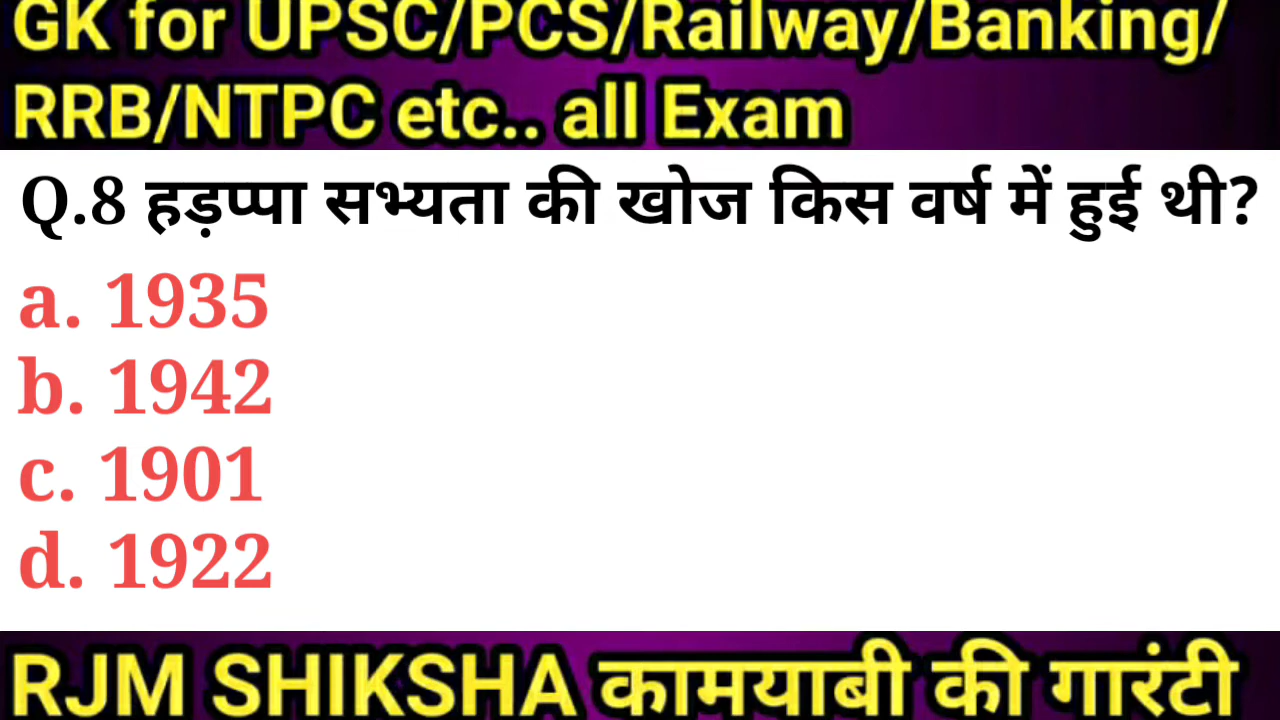 GK for UPSC/PCS/Railway/Banking/
RRB/NTPC etc.. all Exam
Q.8 हड़प्पा सभ्यता की खोज किस वर्ष में हुई थी?
a. 1935
b. 1942
c. 1901
d. 1922
RJM SHIKSHA कामयाबी की गारंटी